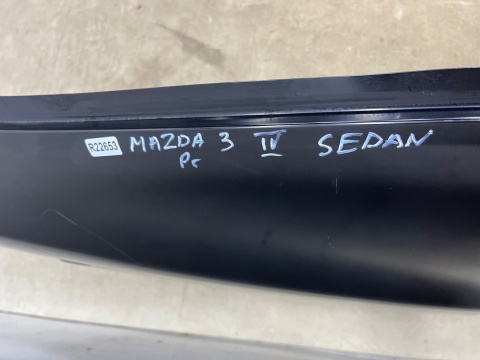 R22653 MAZDA 3 IV SEDAN
Pr